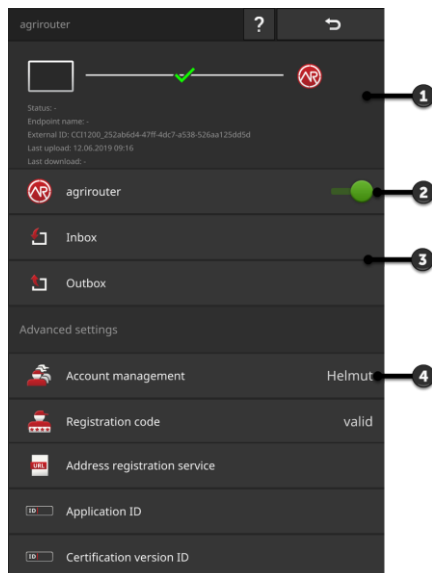 agrirouter ?
AR
Status: -
Endpoint name: -
External ID: CCI1200_252ab6d4-47ff-4dc7-a538-526aa125dd5d
Last upload: 12.06.2019 09:16
Last download: -
1
AR agrirouter
2
Inbox
3
Outbox
Advanced settings
Account management Helmut
4
Registration code valid
URL Address registration service
ID Application ID
ID Certification version ID